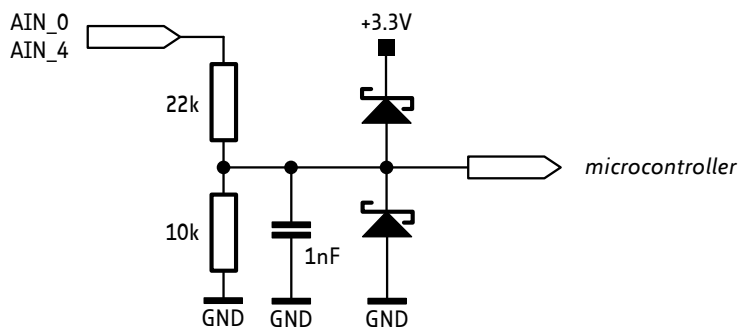 AIN_0
AIN_4
+3.3V
22k
microcontroller
10k
1nF
GND
GND
GND